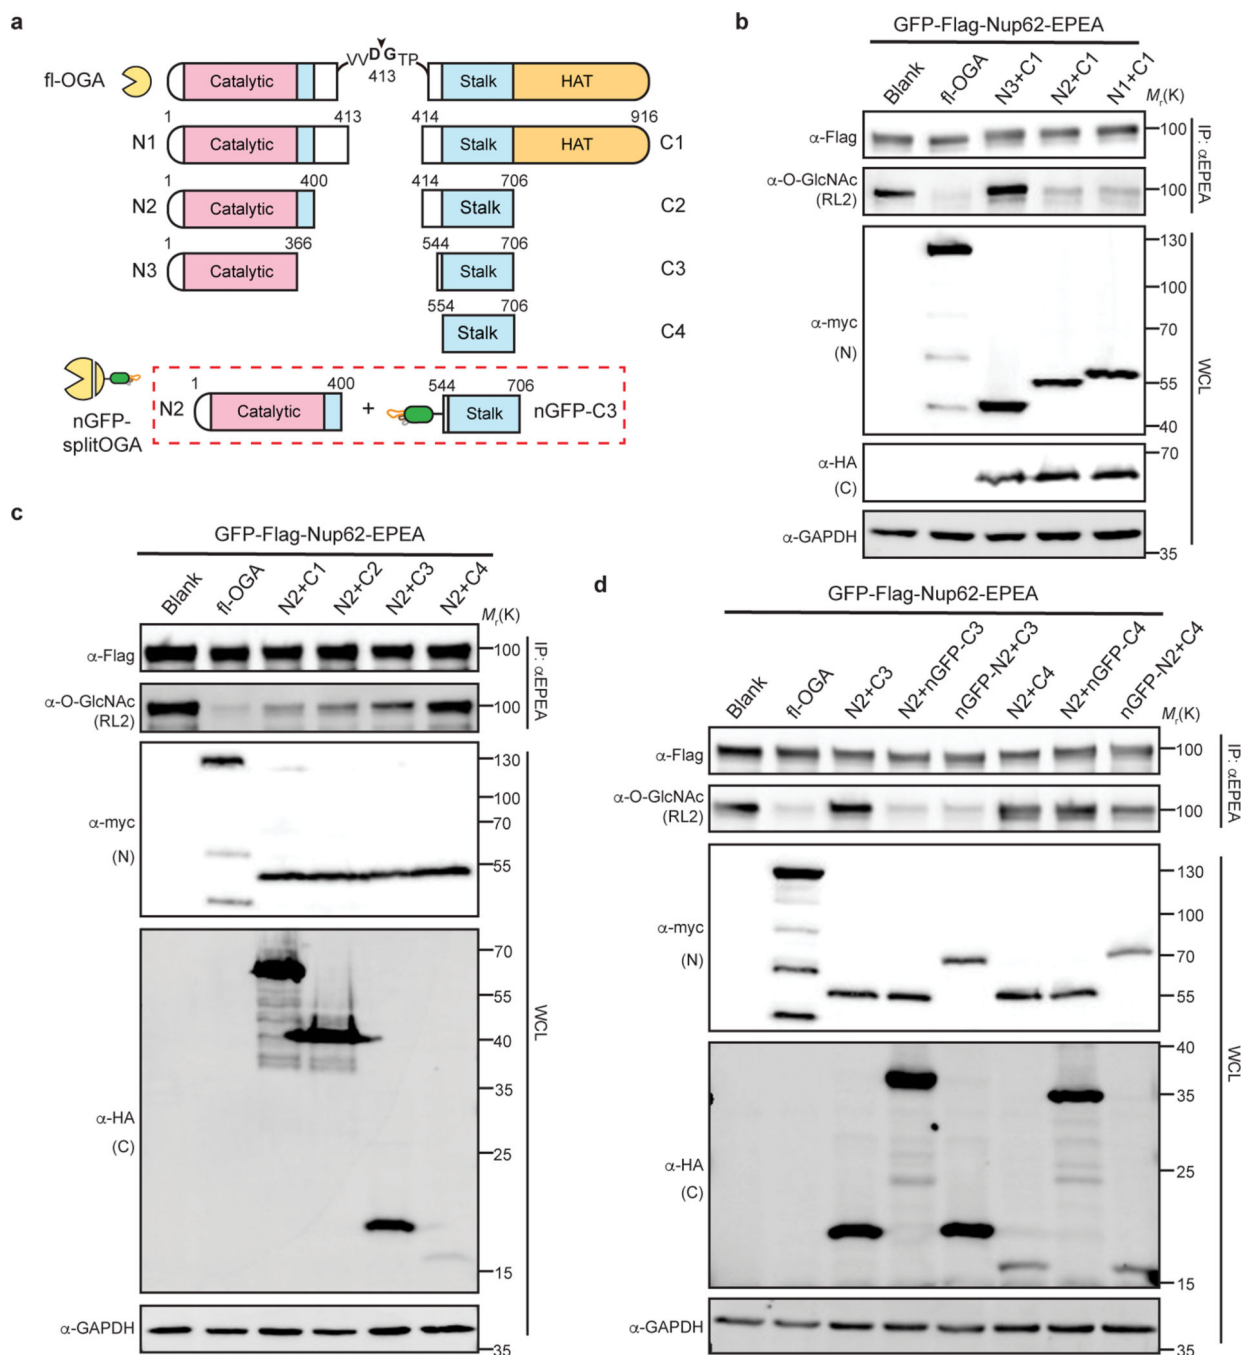 a
VVDGTP
413
fl-OGA
Catalytic
Stalk
HAT
1
413
414
916
N1
Catalytic
Stalk
HAT
C1
1
400
414
706
N2
Catalytic
Stalk
C2
1
366
544
706
N3
Catalytic
Stalk
C3
554
706
Stalk
C4
nGFP-
splitOGA
1
400
544
706
N2
Catalytic
+
Stalk
nGFP-C3
b
GFP-Flag-Nup62-EPEA
Blank
fl-OGA
N3+C1
N2+C1
N1+C1
Mr(K)
α-Flag
100
α-O-GlcNAc
(RL2)
100
IP: αEPEA
α-myc
(N)
130
100
70
55
40
α-HA
(C)
70
α-GAPDH
35
WCL
c
GFP-Flag-Nup62-EPEA
Blank
fl-OGA
N2+C1
N2+C2
N2+C3
N2+C4
Mr(K)
α-Flag
100
α-O-GlcNAc
(RL2)
100
IP: αEPEA
α-myc
(N)
130
100
70
55
α-HA
(C)
70
55
40
35
25
15
α-GAPDH
35
WCL
d
GFP-Flag-Nup62-EPEA
Blank
fl-OGA
N2+C3
N2+nGFP-C3
nGFP-N2+C3
N2+C4
N2+nGFP-C4
nGFP-N2+C4
Mr(K)
α-Flag
100
α-O-GlcNAc
(RL2)
100
IP: αEPEA
α-myc
(N)
130
100
70
55
α-HA
(C)
40
35
25
15
α-GAPDH
35
WCL